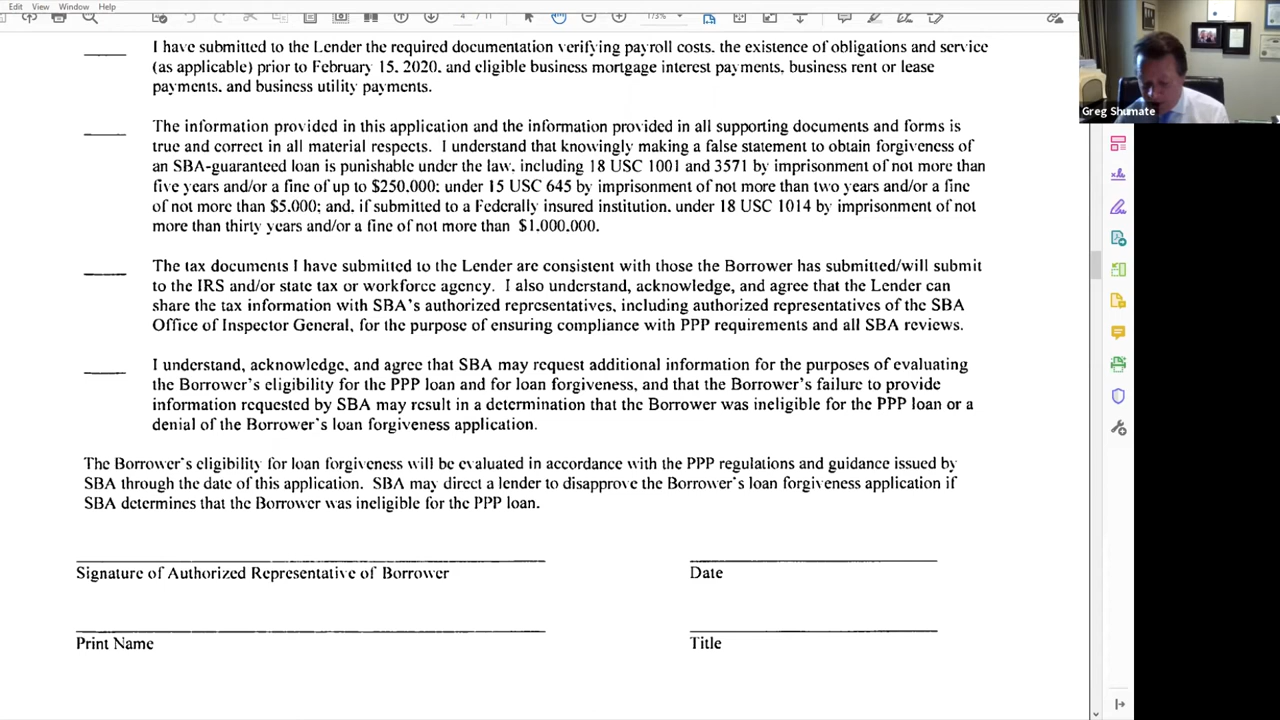 Edit View Window Help
4 / 11
173%
Greg Shumate
I have submitted to the Lender the required documentation verifying payroll costs, the existence of obligations and service
(as applicable) prior to February 15, 2020, and eligible business mortgage interest payments, business rent or lease
payments, and business utility payments.
The information provided in this application and the information provided in all supporting documents and forms is
true and correct in all material respects. I understand that knowingly making a false statement to obtain forgiveness of
an SBA-guaranteed loan is punishable under the law, including 18 USC 1001 and 3571 by imprisonment of not more than
five years and/or a fine of up to $250,000; under 15 USC 645 by imprisonment of not more than two years and/or a fine
of not more than $5,000; and, if submitted to a Federally insured institution, under 18 USC 1014 by imprisonment of not
more than thirty years and/or a fine of not more than $1,000,000.
The tax documents I have submitted to the Lender are consistent with those the Borrower has submitted/will submit
to the IRS and/or state tax or workforce agency. I also understand, acknowledge, and agree that the Lender can
share the tax information with SBA's authorized representatives, including authorized representatives of the SBA
Office of Inspector General, for the purpose of ensuring compliance with PPP requirements and all SBA reviews.
I understand, acknowledge, and agree that SBA may request additional information for the purposes of evaluating
the Borrower's eligibility for the PPP loan and for loan forgiveness, and that the Borrower's failure to provide
information requested by SBA may result in a determination that the Borrower was ineligible for the PPP loan or a
denial of the Borrower's loan forgiveness application.
The Borrower's eligibility for loan forgiveness will be evaluated in accordance with the PPP regulations and guidance issued by
SBA through the date of this application. SBA may direct a lender to disapprove the Borrower's loan forgiveness application if
SBA determines that the Borrower was ineligible for the PPP loan.
Signature of Authorized Representative of Borrower
Date
Print Name
Title